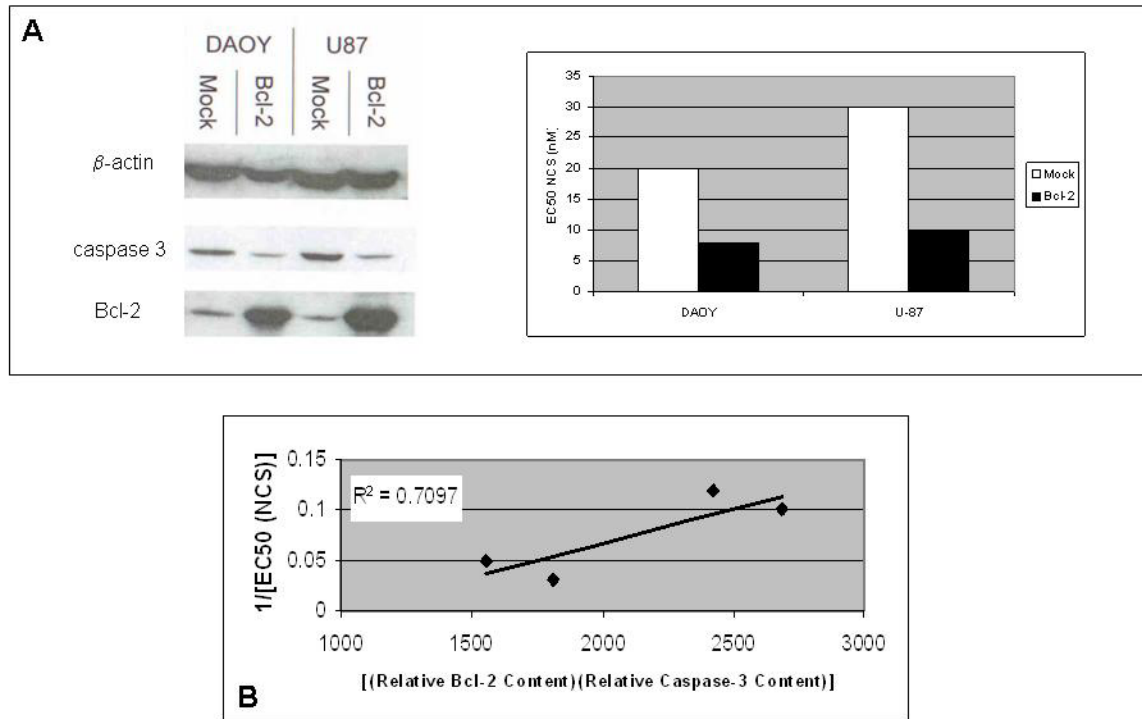 A
DAOY U87
Mock Bcl-2 Mock Bcl-2
β-actin
caspase 3
Bcl-2
EC50 NCS (nM)
35
30
25
20
15
10
5
0
DAOY U-87
Mock
Bcl-2
B
1/[EC50 (NCS)]
0.15
0.1
0.05
0
R² = 0.7097
1000 1500 2000 2500 3000
[(Relative Bcl-2 Content)(Relative Caspase-3 Content)]